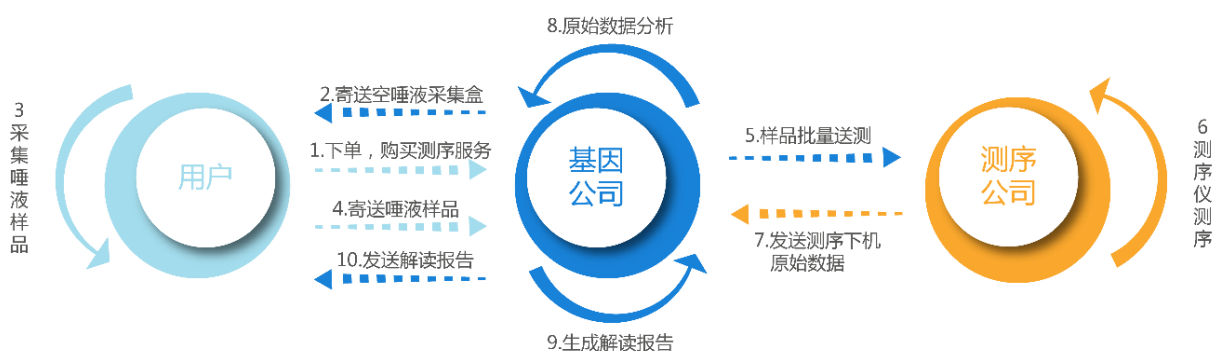 8.原始数据分析
3
采
集
唾
液
样
品
2.寄送空唾液采集盒
1.下单，购买测序服务
用户
4.寄送唾液样品
10.发送解读报告
基因
公司
9.生成解读报告
5.样品批量送测
7.发送测序下机
原始数据
测序
公司
6
测
序
仪
测
序